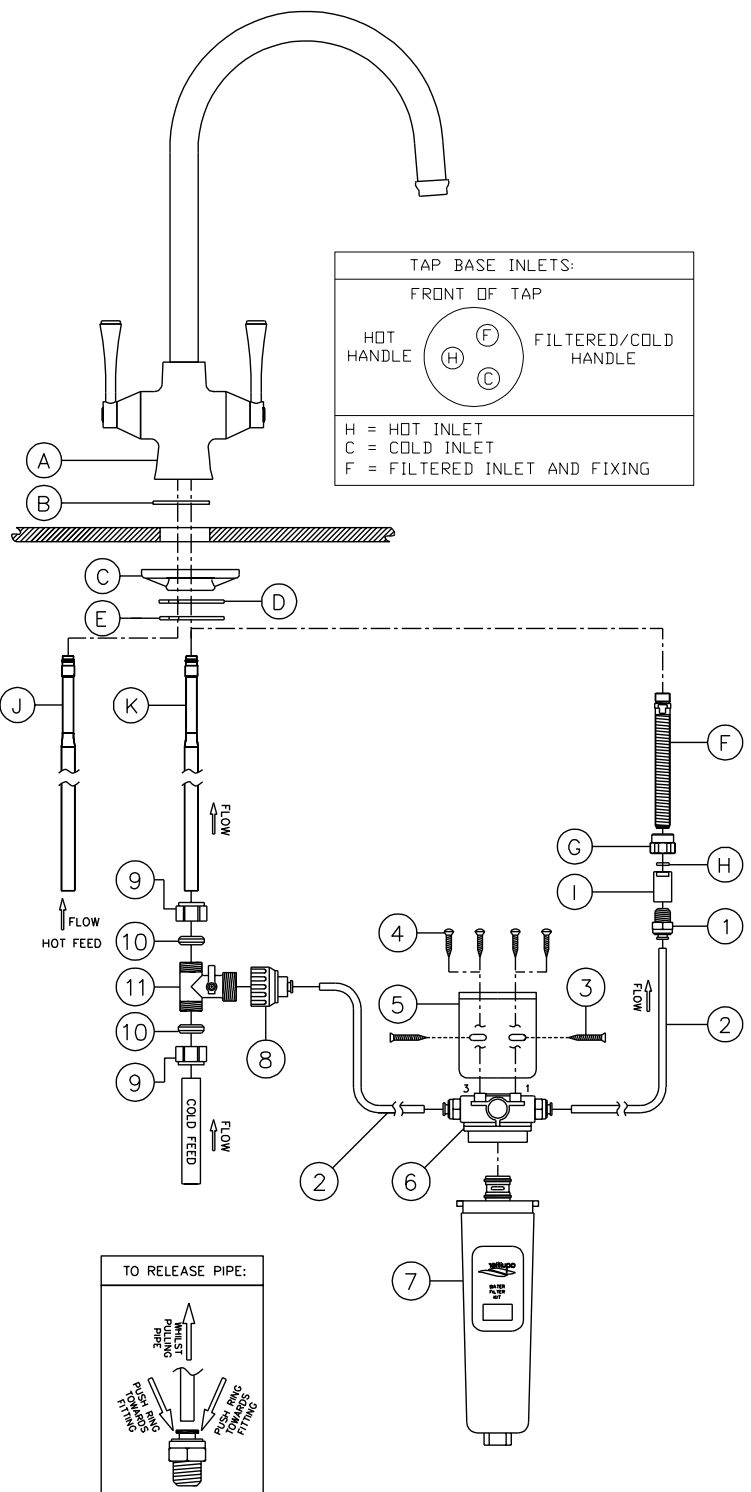 TAP BASE INLETS:
FRONT OF TAP
HOT
HANDLE
F
H
C
FILTERED/COLD
HANDLE
H = HOT INLET
C = COLD INLET
F = FILTERED INLET AND FIXING
A
B
C
D
E
J
K
F
G
H
I
1
FLOW
FLOW
HOT FEED
9
10
11
10
9
8
COLD FEED
FLOW
4
5
3
3
1
2
FLOW
2
6
7
WATER
FILTER
KIT
TO RELEASE PIPE:
WHILST
PULLING
PIPE
PUSH RING
TOWARDS
FITTING
PUSH RING
TOWARDS
FITTING